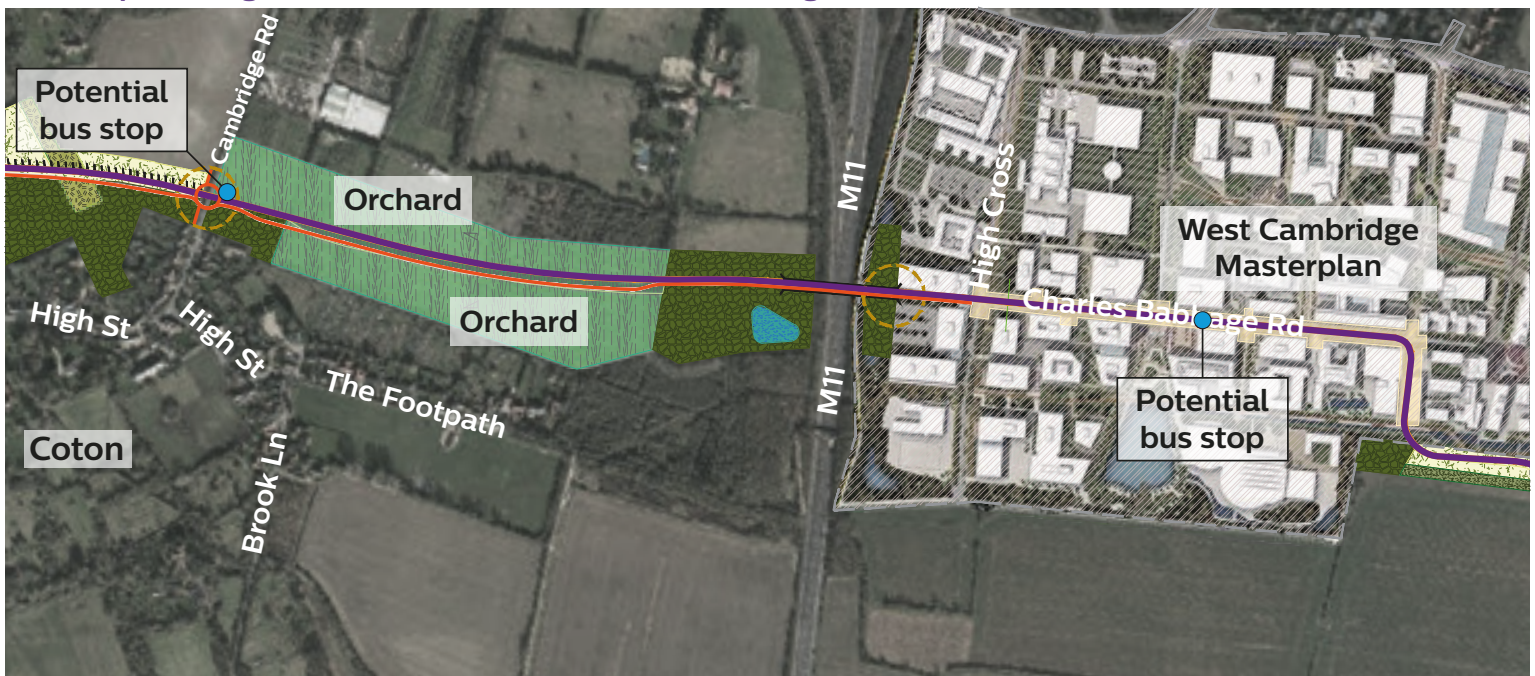 Cambridge Rd
Potential
bus stop
Orchard
M11
High Cross
West Cambridge
Masterplan
Orchard
Charles Babbage Rd
High St
High St
The Footpath
M11
Potential
bus stop
Coton
Brook Ln